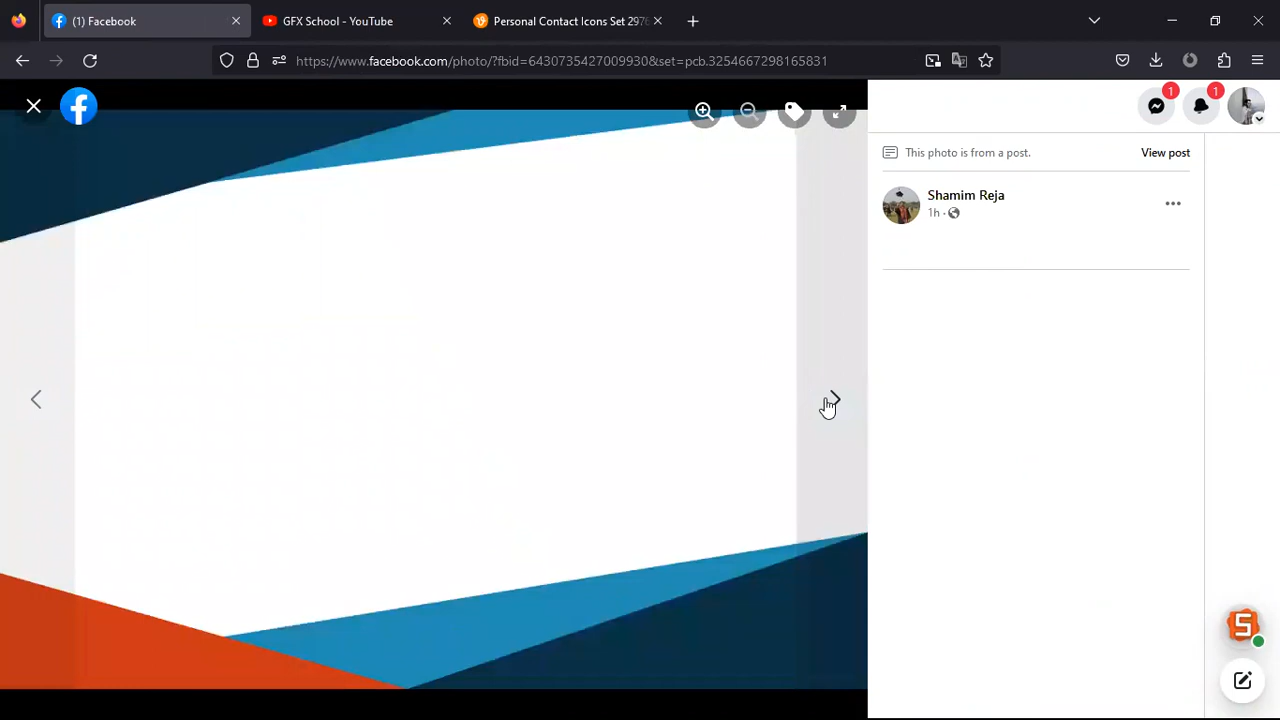 (1) Facebook
GFX School - YouTube
Personal Contact Icons Set 2976
https://www.facebook.com/photo/?fbid=6430735427009930&set=pcb.3254667298165831
1
1
This photo is from a post.
View post
Shamim Reja
1h ·